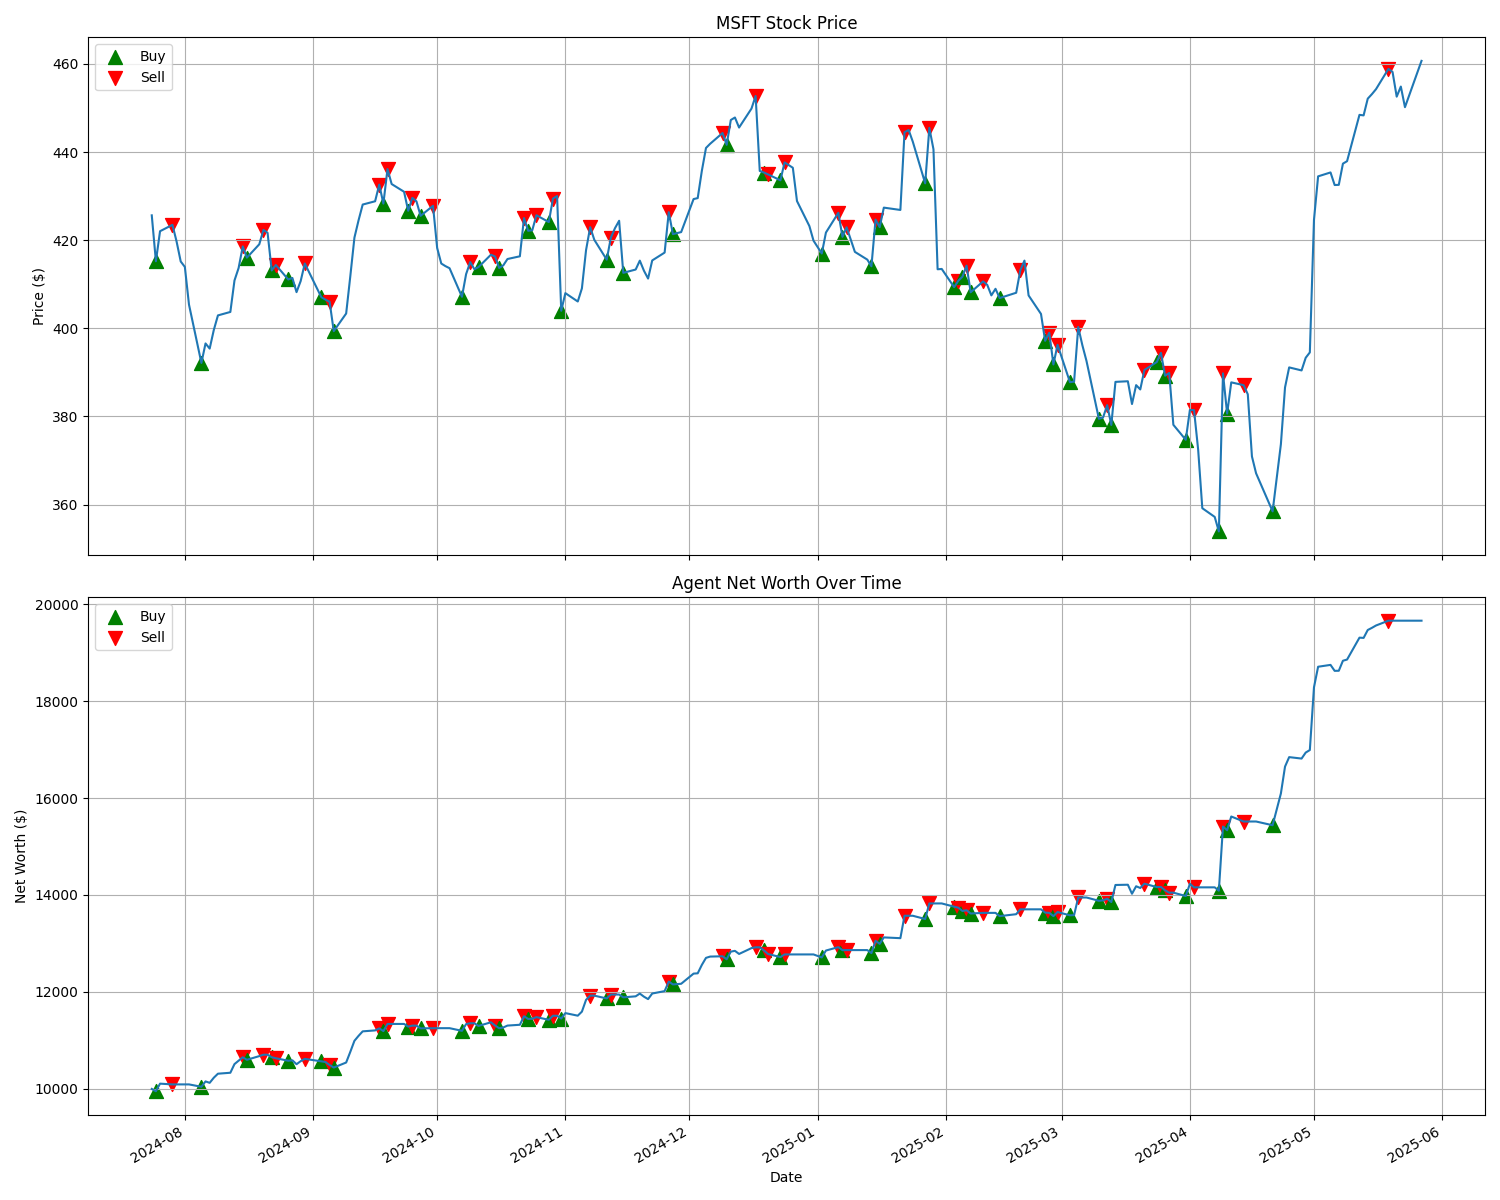 MSFT Stock Price
Buy
Sell
460
440
420
400
380
360
Price ($)
Agent Net Worth Over Time
Buy
Sell
20000
18000
16000
14000
12000
10000
Net Worth ($)
2024-08
2024-09
2024-10
2024-11
2024-12
2025-01
2025-02
2025-03
2025-04
2025-05
2025-06
Date